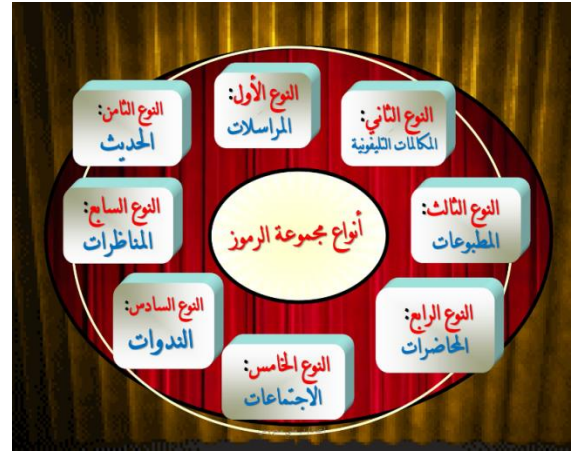 أنواع مجموعة الرموز
النوع الأول:
المراسلات
النوع الثاني:
المكالمات التليفونية
النوع الثالث:
المطبوعات
النوع الرابع:
المحاضرات
النوع الخامس:
الاجتماعات
النوع السادس:
الندوات
النوع السابع:
المناظرات
النوع الثامن:
الحديث